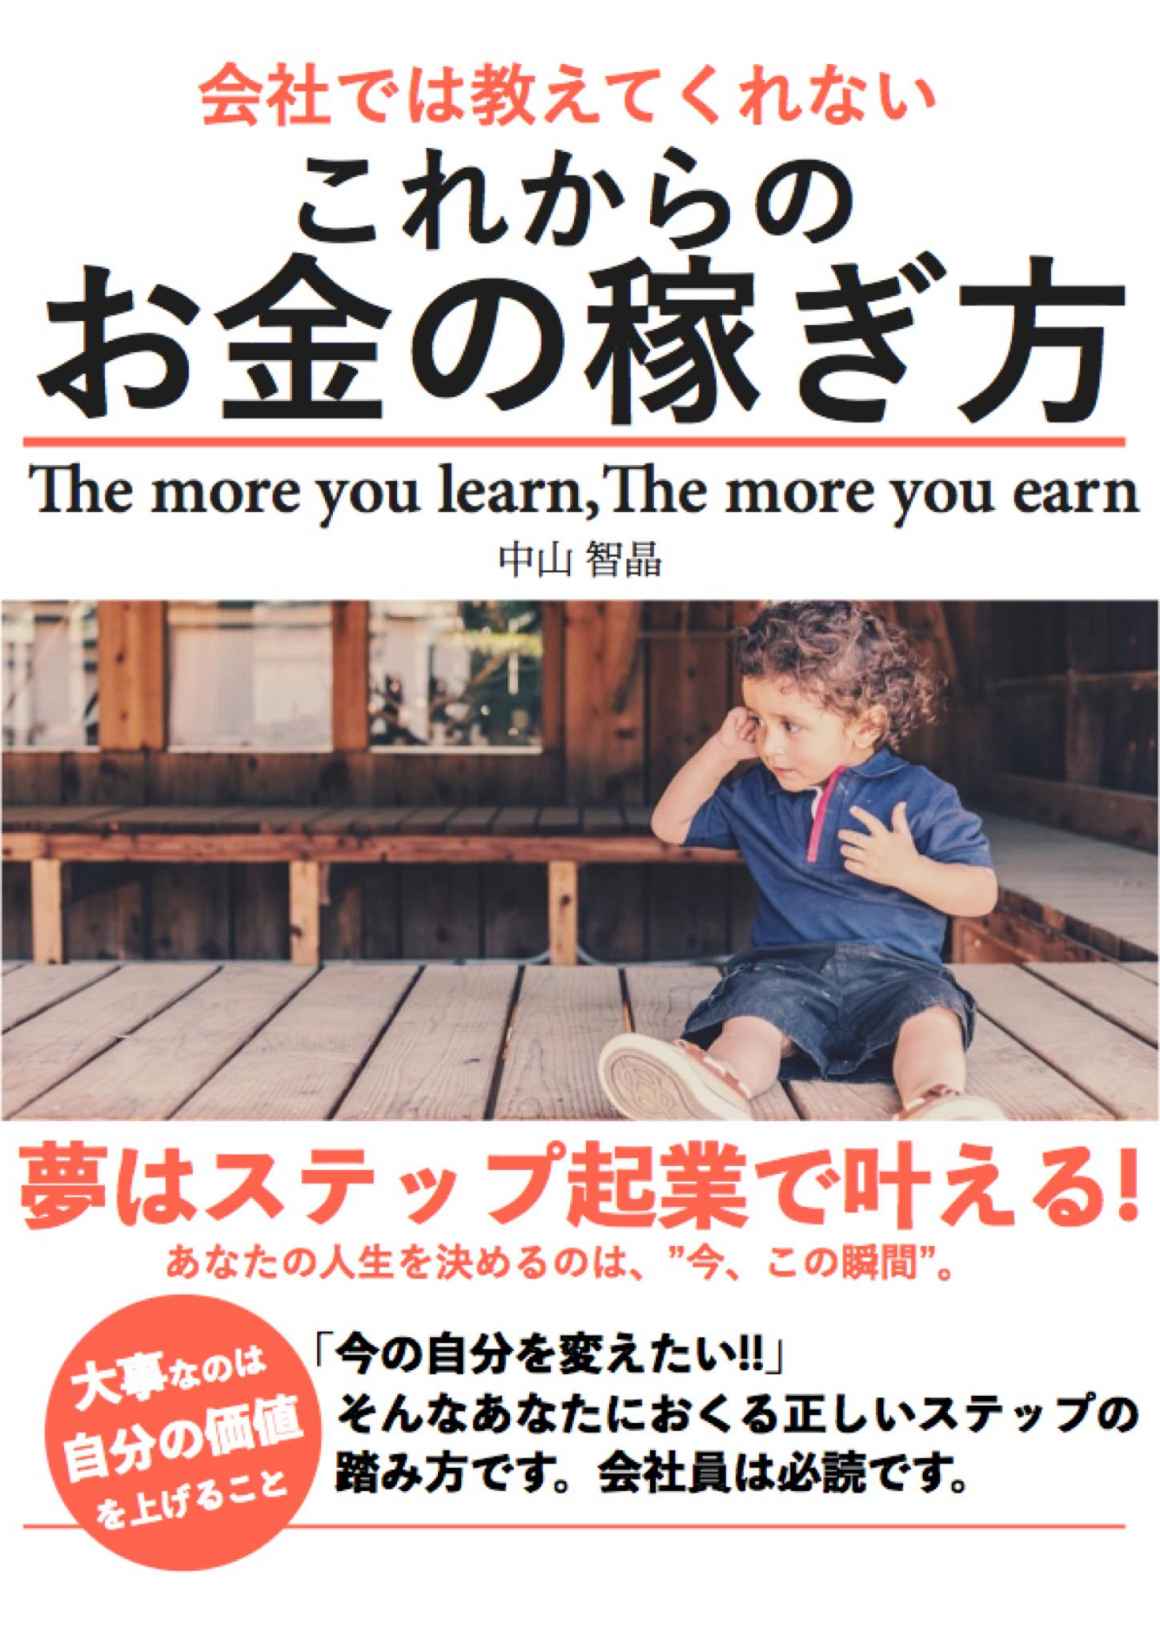 会社では教えてくれない
これからの
お金の稼ぎ方
The more you learn,The more you earn
中山 智晶
夢はステップ起業で叶える!
あなたの人生を決めるのは、”今、この瞬間”。
大事なのは
自分の価値
を上げること
「今の自分を変えたい!!」
そんなあなたにおくる正しいステップの
踏み方です。会社員は必読です。